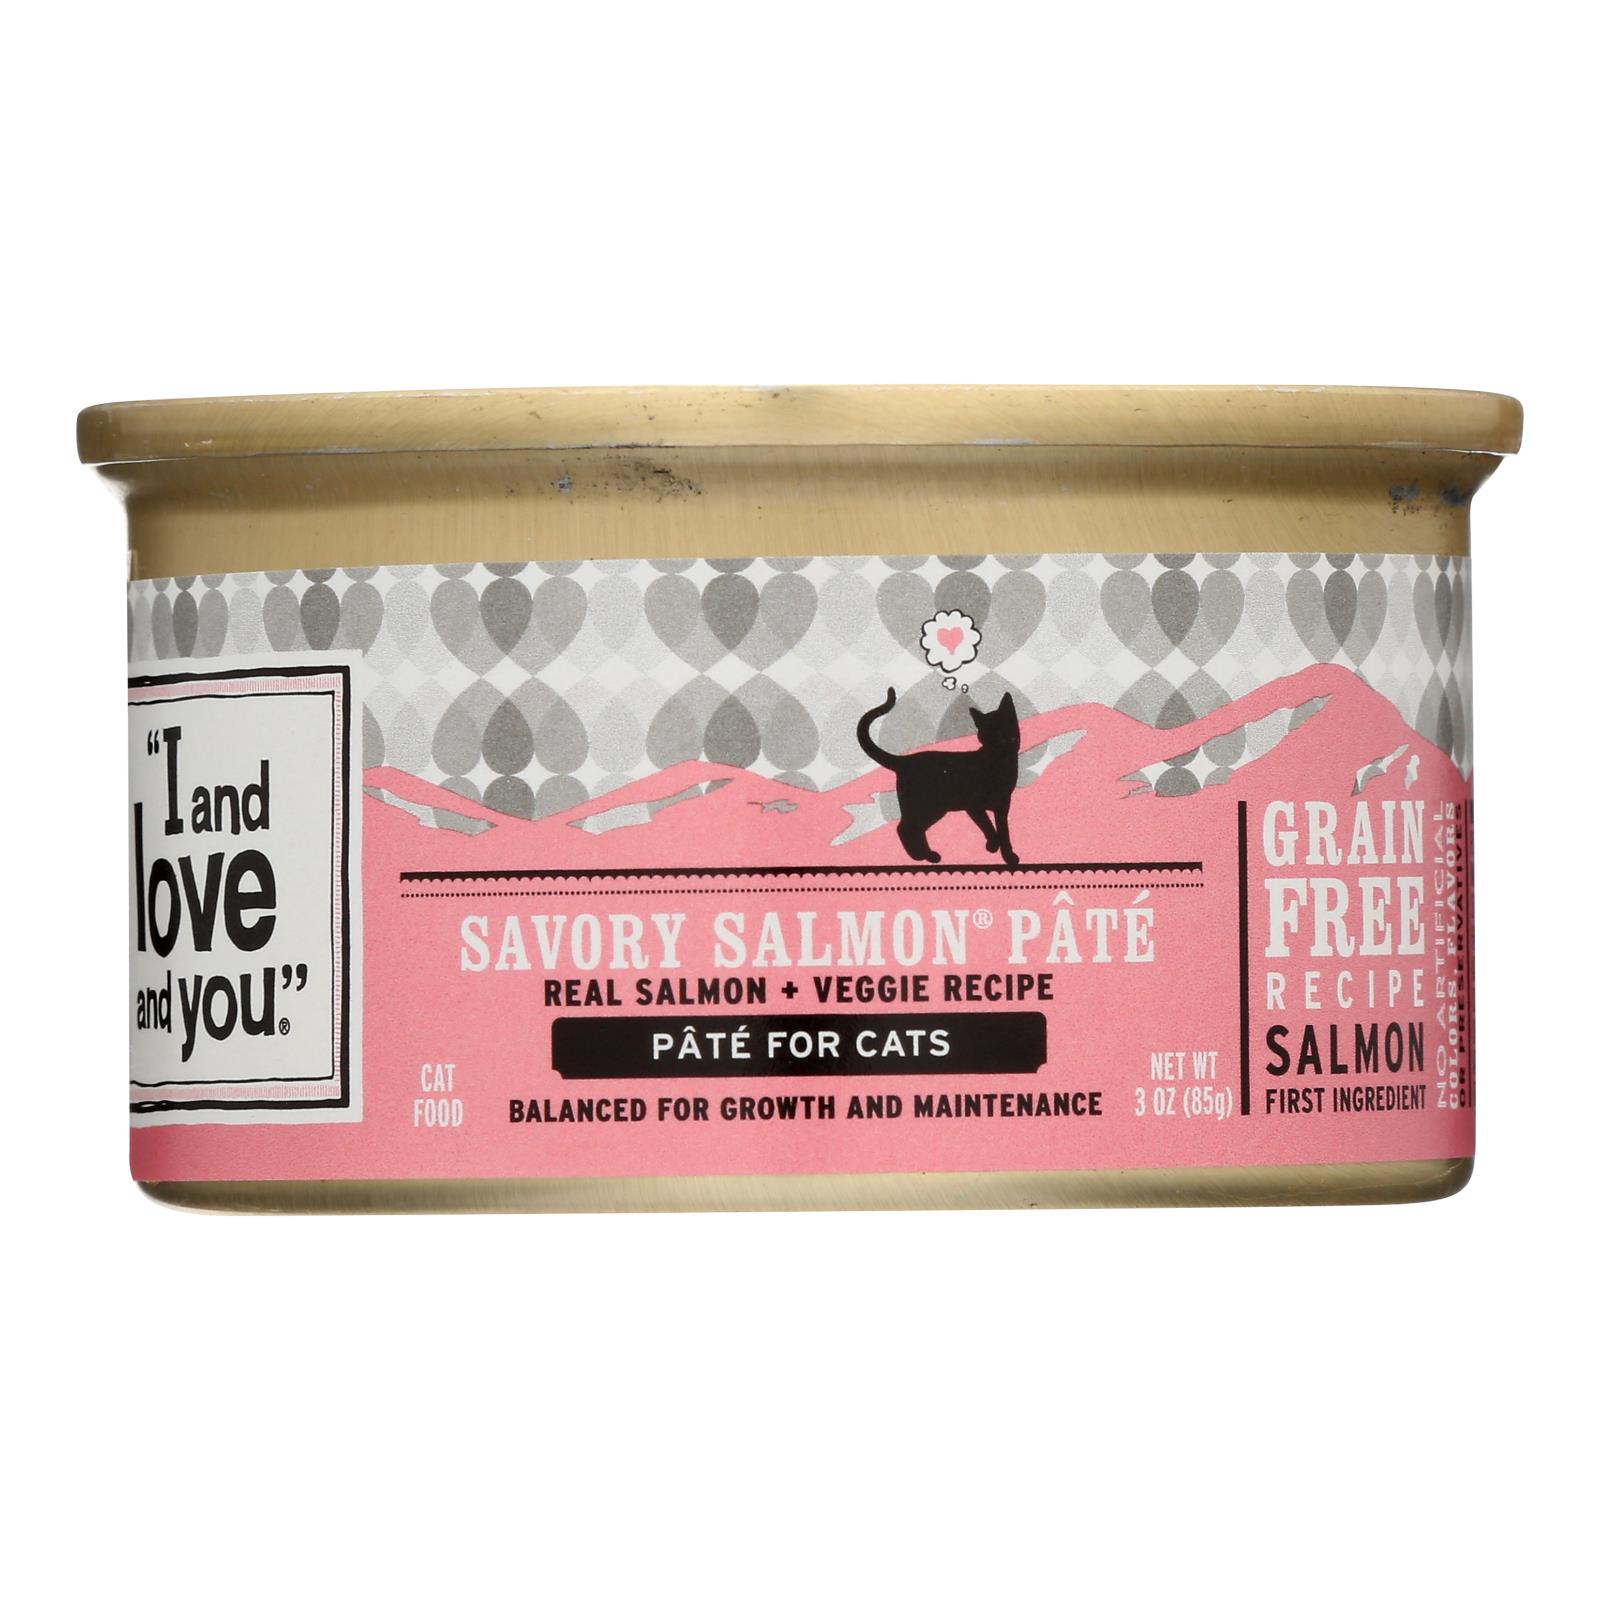 "I and
love
and you."®
SAVORY SALMON® PÂTÉ
REAL SALMON + VEGGIE RECIPE
PÂTÉ FOR CATS
BALANCED FOR GROWTH AND MAINTENANCE
CAT
FOOD
NET WT
3 OZ (85g)
GRAIN
FREE
RECIPE
SALMON
FIRST INGREDIENT
NO ARTIFICIAL
COLORS, FLAVORS
OR PRESERVATIVES